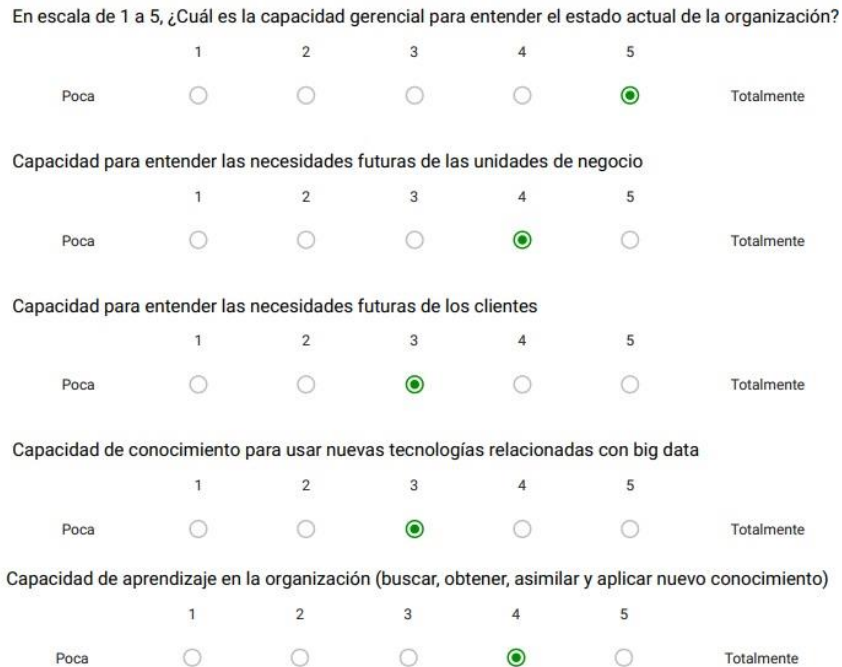 En escala de 1 a 5, ¿Cuál es la capacidad gerencial para entender el estado actual de la organización?
1 2 3 4 5
Poca Totalmente
Capacidad para entender las necesidades futuras de las unidades de negocio
1 2 3 4 5
Poca Totalmente
Capacidad para entender las necesidades futuras de los clientes
1 2 3 4 5
Poca Totalmente
Capacidad de conocimiento para usar nuevas tecnologías relacionadas con big data
1 2 3 4 5
Poca Totalmente
Capacidad de aprendizaje en la organización (buscar, obtener, asimilar y aplicar nuevo conocimiento)
1 2 3 4 5
Poca Totalmente